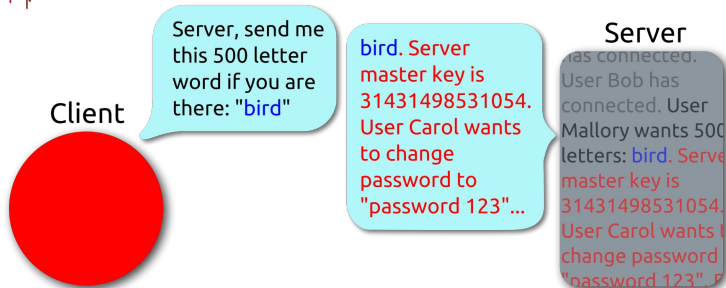 Server, send me
this 500 letter
word if you are
there: "bird"
Client
bird. Server
master key is
31431498531054.
User Carol wants
to change
password to
"password 123"...
Server
has connected.
User Bob has
connected. User
Mallory wants 500
letters: bird. Serve
master key is
31431498531054.
User Carol wants t
change password
"password 123".